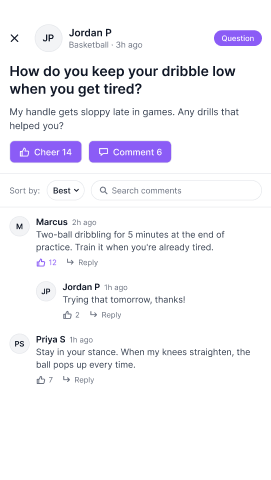 JP
Jordan P
Basketball · 3h ago
Question
How do you keep your dribble low
when you get tired?
My handle gets sloppy late in games. Any drills that
helped you?
Cheer 14
Comment 6
Sort by:
Best
Search comments
M
Marcus 2h ago
Two-ball dribbling for 5 minutes at the end of
practice. Train it when you're already tired.
12 Reply
JP
Jordan P 1h ago
Trying that tomorrow, thanks!
2 Reply
PS
Priya S 1h ago
Stay in your stance. When my knees straighten, the
ball pops up every time.
7 Reply